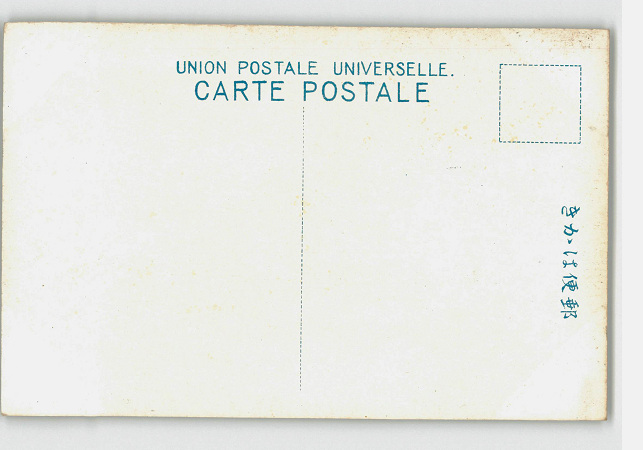 UNION POSTALE UNIVERSELLE.
CARTE POSTALE
郵便はかき